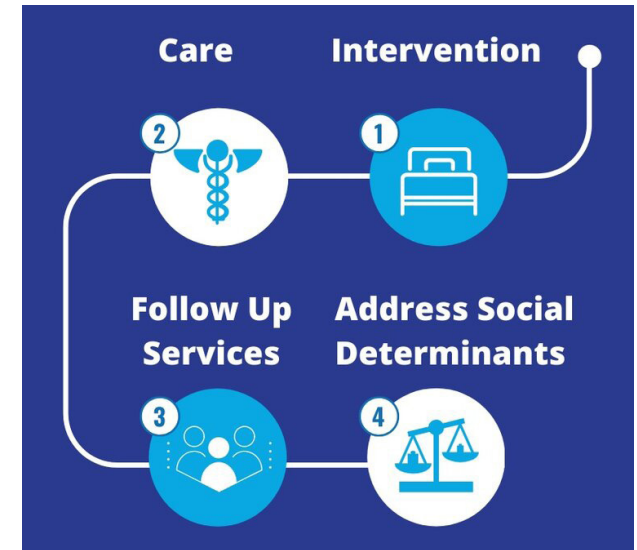 Care
Intervention
2
1
Follow Up
Services
Address Social
Determinants
3
4